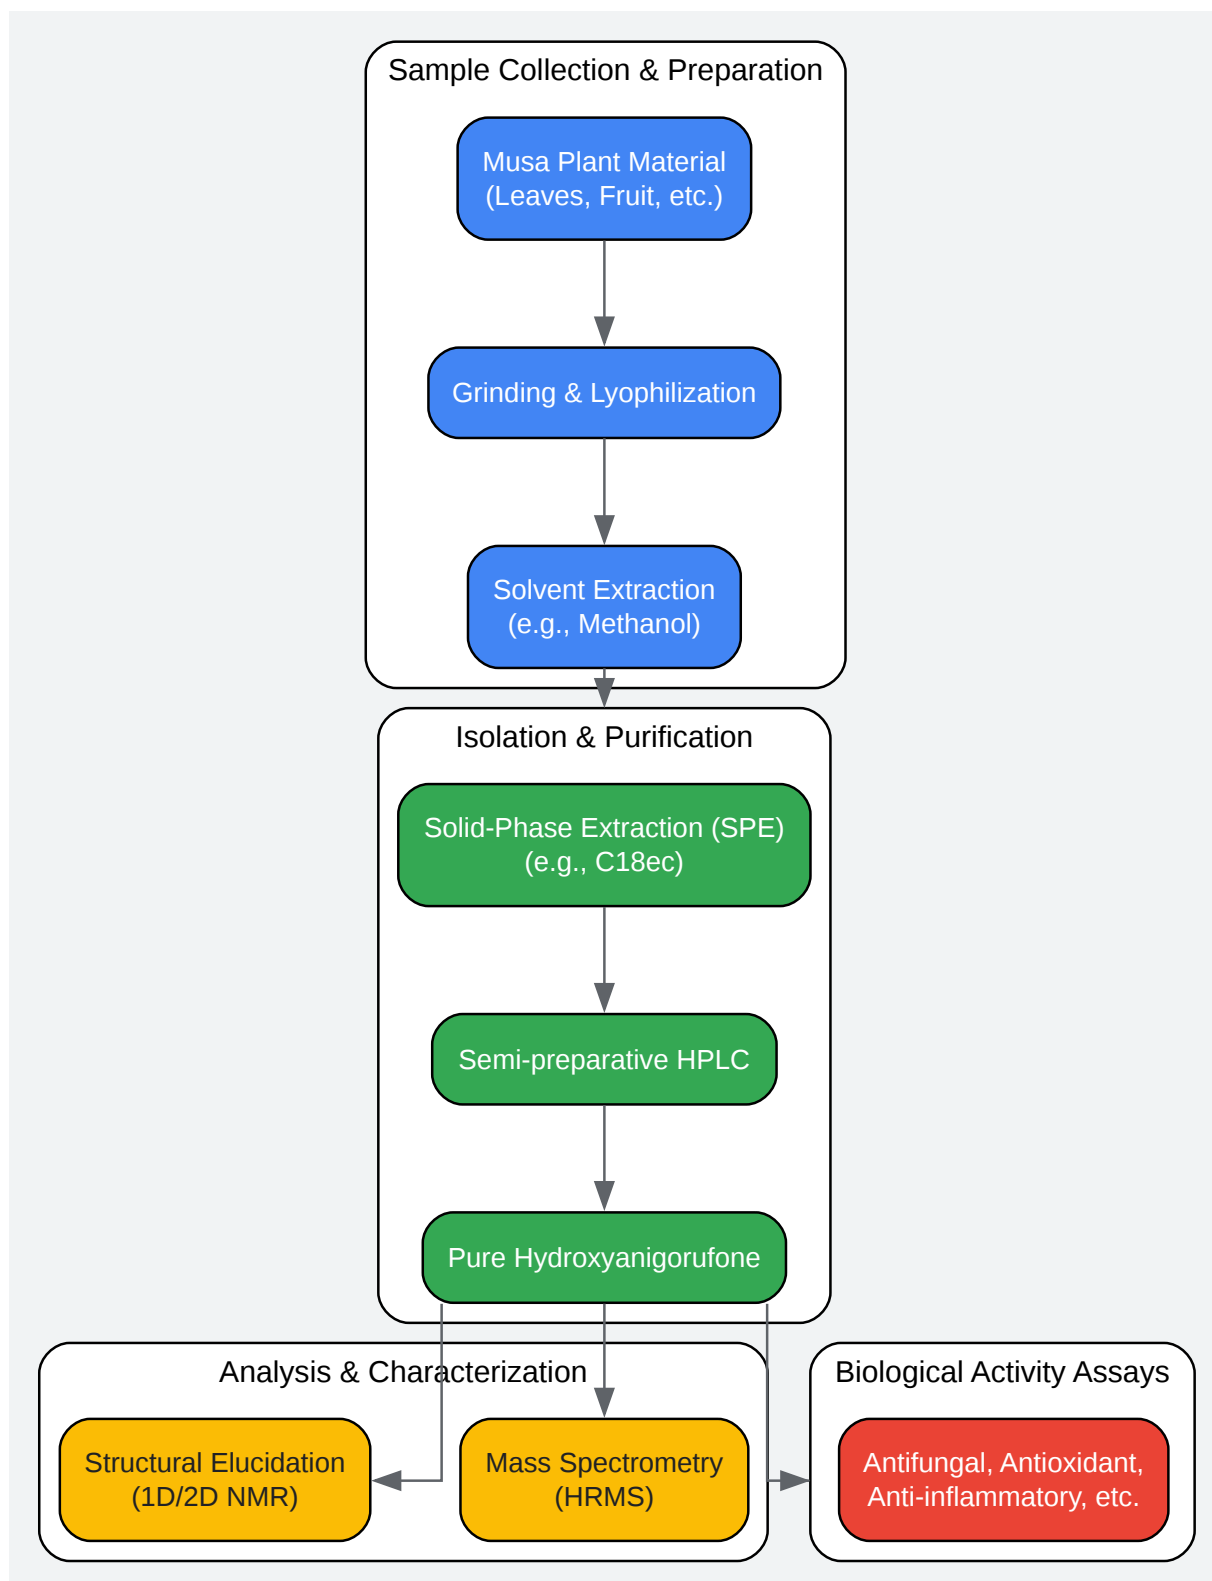 Sample Collection & Preparation
Musa Plant Material
(Leaves, Fruit, etc.)
Grinding & Lyophilization
Solvent Extraction
(e.g., Methanol)
Isolation & Purification
Solid-Phase Extraction (SPE)
(e.g., C18ec)
Semi-preparative HPLC
Pure Hydroxyanigorufone
Analysis & Characterization
Structural Elucidation
(1D/2D NMR)
Mass Spectrometry
(HRMS)
Biological Activity Assays
Antifungal, Antioxidant,
Anti-inflammatory, etc.